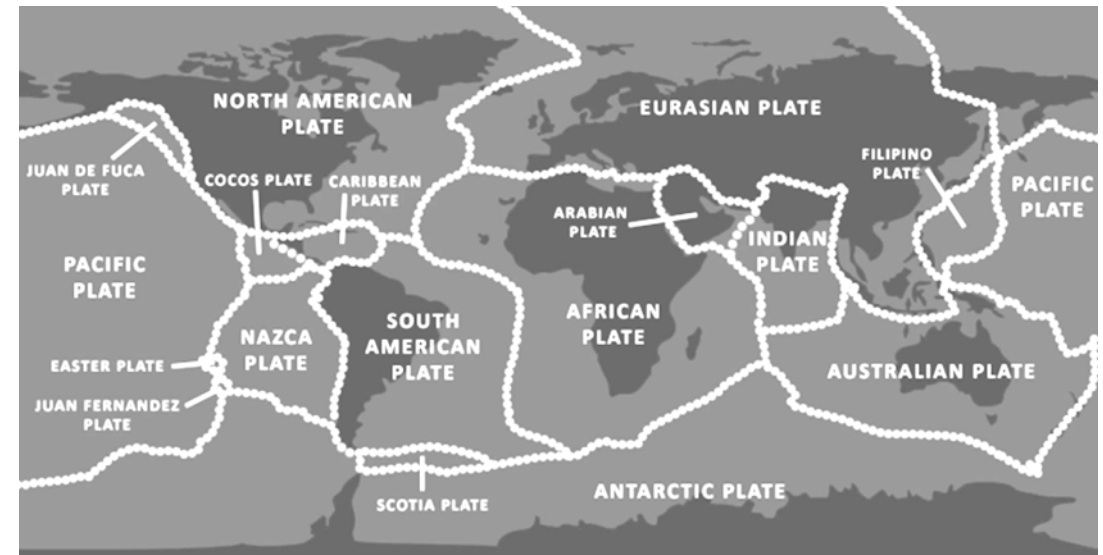 NORTH AMERICAN
PLATE
EURASIAN PLATE
JUAN DE FUCA
PLATE
COCOS PLATE
CARIBBEAN
PLATE
FILIPINO
PLATE
PACIFIC
PLATE
ARABIAN
PLATE
INDIAN
PLATE
PACIFIC
PLATE
AFRICAN
PLATE
SOUTH
AMERICAN
PLATE
NAZCA
PLATE
EASTER PLATE
AUSTRALIAN PLATE
JUAN FERNANDEZ
PLATE
SCOTIA PLATE
ANTARCTIC PLATE